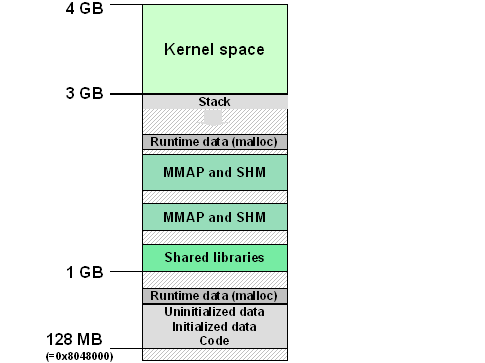 4 GB
Kernel space
3 GB
Stack
Runtime data (malloc)
MMAP and SHM
MMAP and SHM
Shared libraries
1 GB
Runtime data (malloc)
Uninitialized data
Initialized data
Code
128 MB
(=0x8048000)